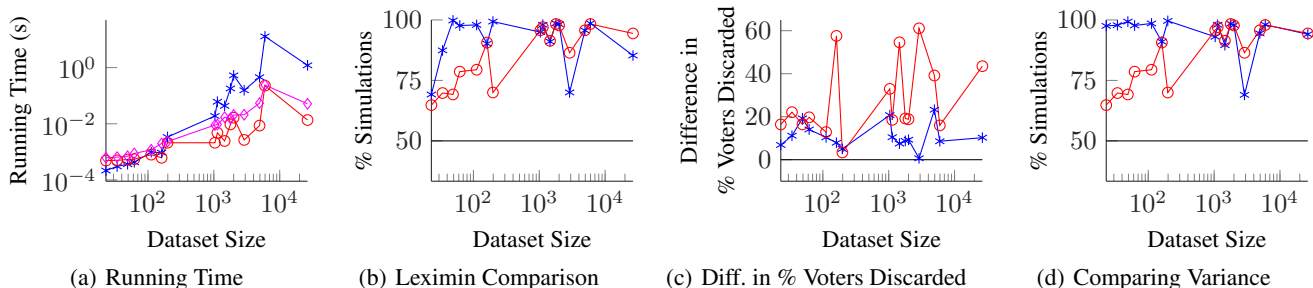 Running Time (s)
10^0
10^−2
10^−4
10^2
10^3
10^4
Dataset Size
(a) Running Time
% Simulations
100
75
50
10^2
10^3
10^4
Dataset Size
(b) Leximin Comparison
Difference in
% Voters Discarded
60
40
20
0
10^2
10^3
10^4
Dataset Size
(c) Diff. in % Voters Discarded
% Simulations
100
75
50
10^2
10^3
10^4
Dataset Size
(d) Comparing Variance